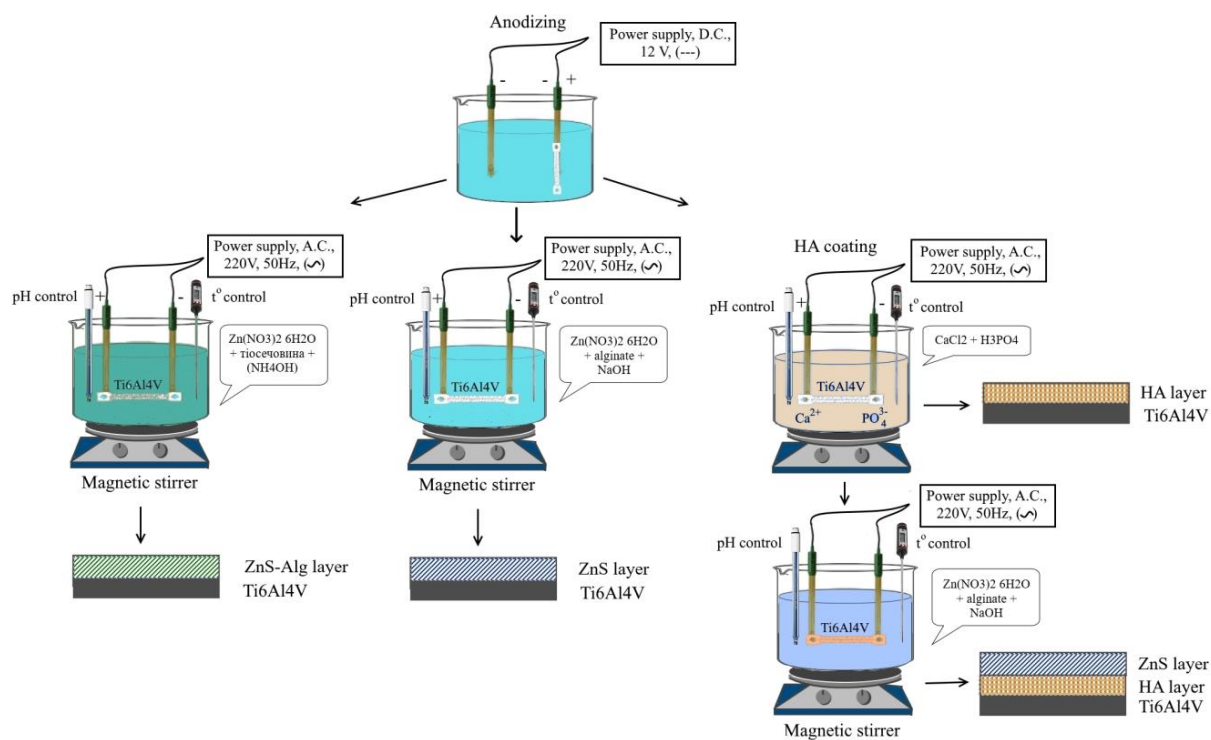 Anodizing
Power supply, D.C.,
12 V, (---)
- - +
Power supply, A.C.,
220V, 50Hz, (∿)
pH control
+
-
t° control
Zn(NO3)2 6H2O
+ тіосечовина +
(NH4OH)
Ti6Al4V
Magnetic stirrer
ZnS-Alg layer
Ti6Al4V
Power supply, A.C.,
220V, 50Hz, (∿)
pH control
+
-
t° control
Zn(NO3)2 6H2O
+ alginate +
NaOH
Ti6Al4V
Magnetic stirrer
ZnS layer
Ti6Al4V
HA coating
Power supply, A.C.,
220V, 50Hz, (∿)
pH control
+
-
t° control
CaCl2 + H3PO4
Ti6Al4V
Ca²⁺ PO₄³⁻
Magnetic stirrer
HA layer
Ti6Al4V
Power supply, A.C.,
220V, 50Hz, (∿)
pH control
t° control
Zn(NO3)2 6H2O
+ alginate +
NaOH
Ti6Al4V
Magnetic stirrer
ZnS layer
HA layer
Ti6Al4V